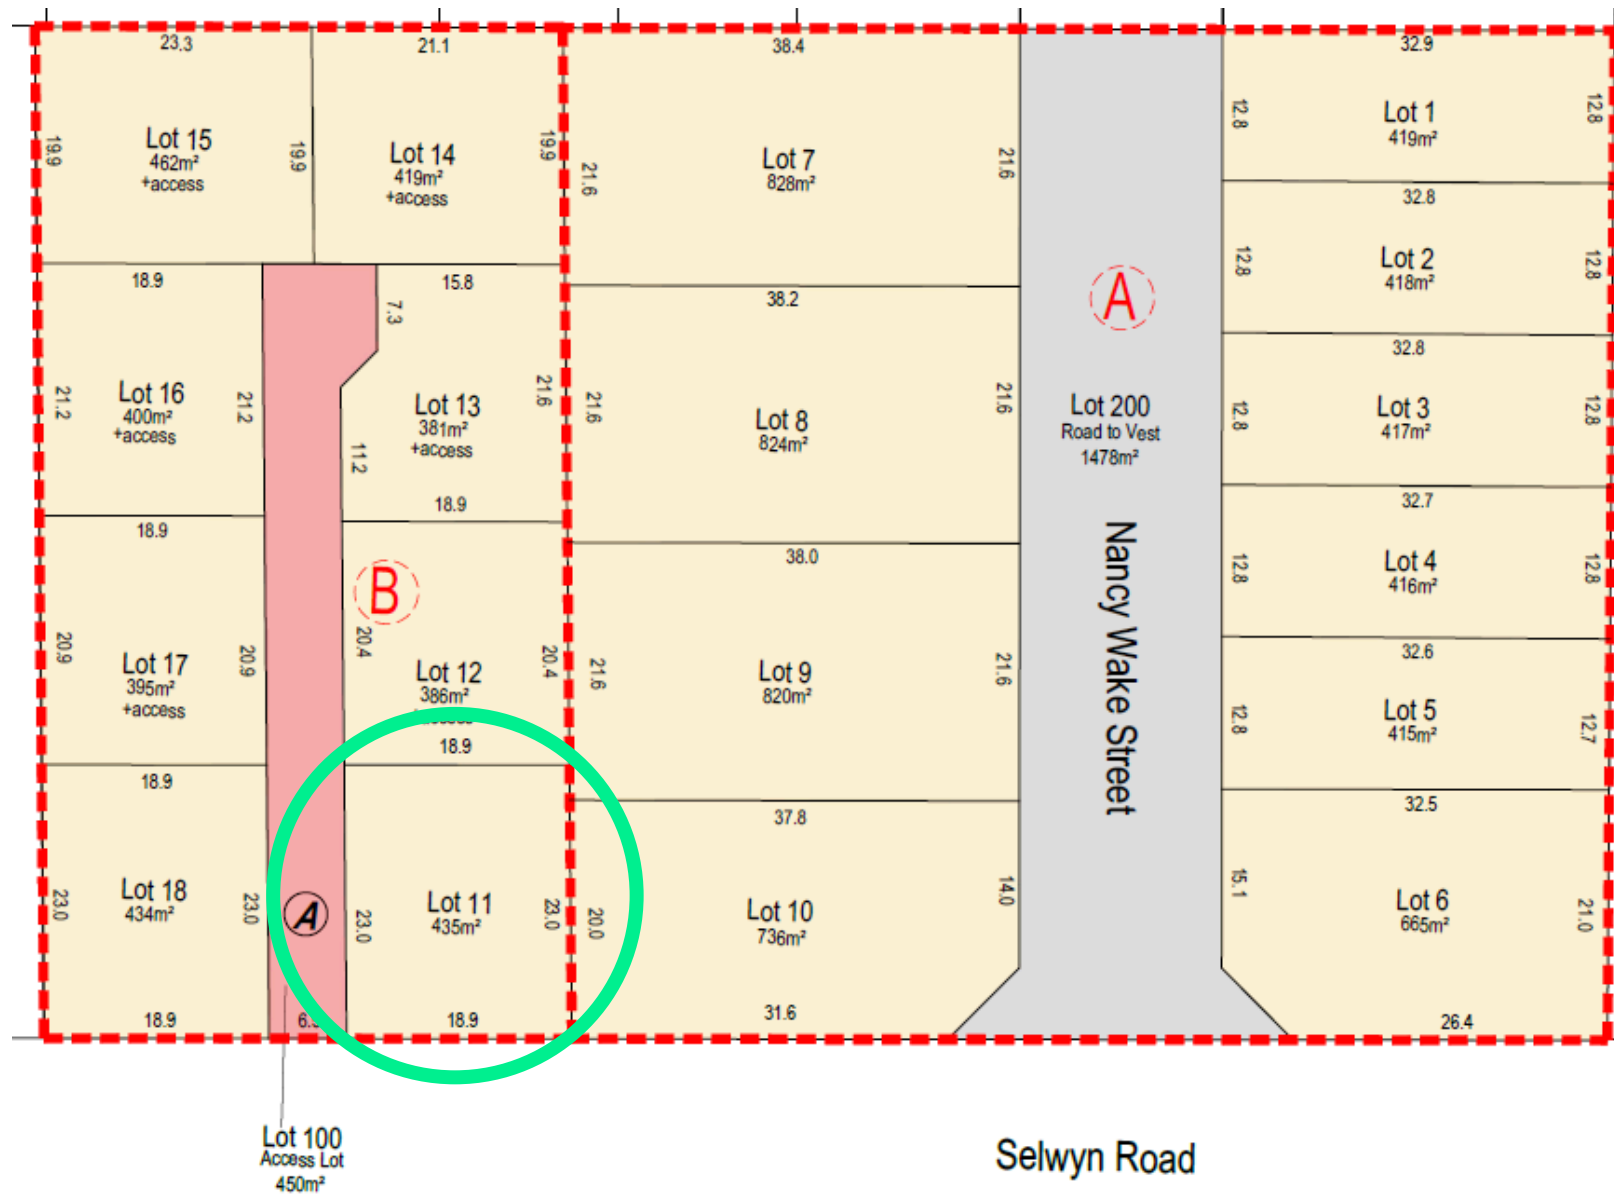 23.3
21.1
38.4
32.9
19.9
Lot 15
462m²
+access
19.9
Lot 14
419m²
+access
19.9
21.6
Lot 7
828m²
21.6
12.8
Lot 1
419m²
12.8
32.8
18.9
15.8
7.3
38.2
A
12.8
Lot 2
418m²
12.8
32.8
21.2
Lot 16
400m²
+access
21.2
11.2
Lot 13
381m²
+access
21.6
18.9
21.6
Lot 8
824m²
21.6
Lot 200
Road to Vest
1478m²
12.8
Lot 3
417m²
12.8
32.7
18.9
B
38.0
Nancy Wake Street
12.8
Lot 4
416m²
12.8
32.6
20.9
Lot 17
395m²
+access
20.9
20.4
Lot 12
386m²
20.4
18.9
21.6
Lot 9
820m²
21.6
12.8
Lot 5
415m²
12.7
32.5
18.9
37.8
23.0
Lot 18
434m²
23.0
18.9
A
6.
23.0
Lot 11
435m²
23.0
18.9
20.0
Lot 10
736m²
14.0
31.6
15.1
Lot 6
665m²
21.0
26.4
Lot 100
Access Lot
450m²
Selwyn Road